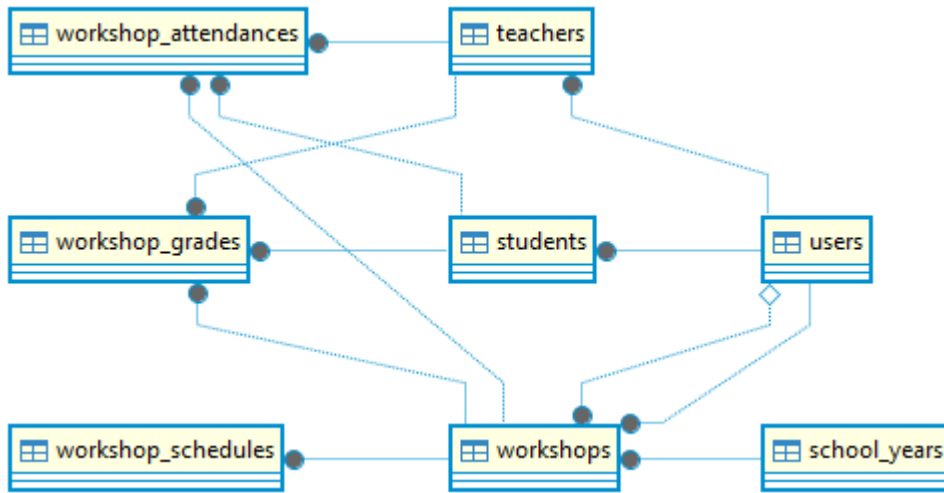 workshop_attendances
teachers
workshop_grades
students
users
workshop_schedules
workshops
school_years